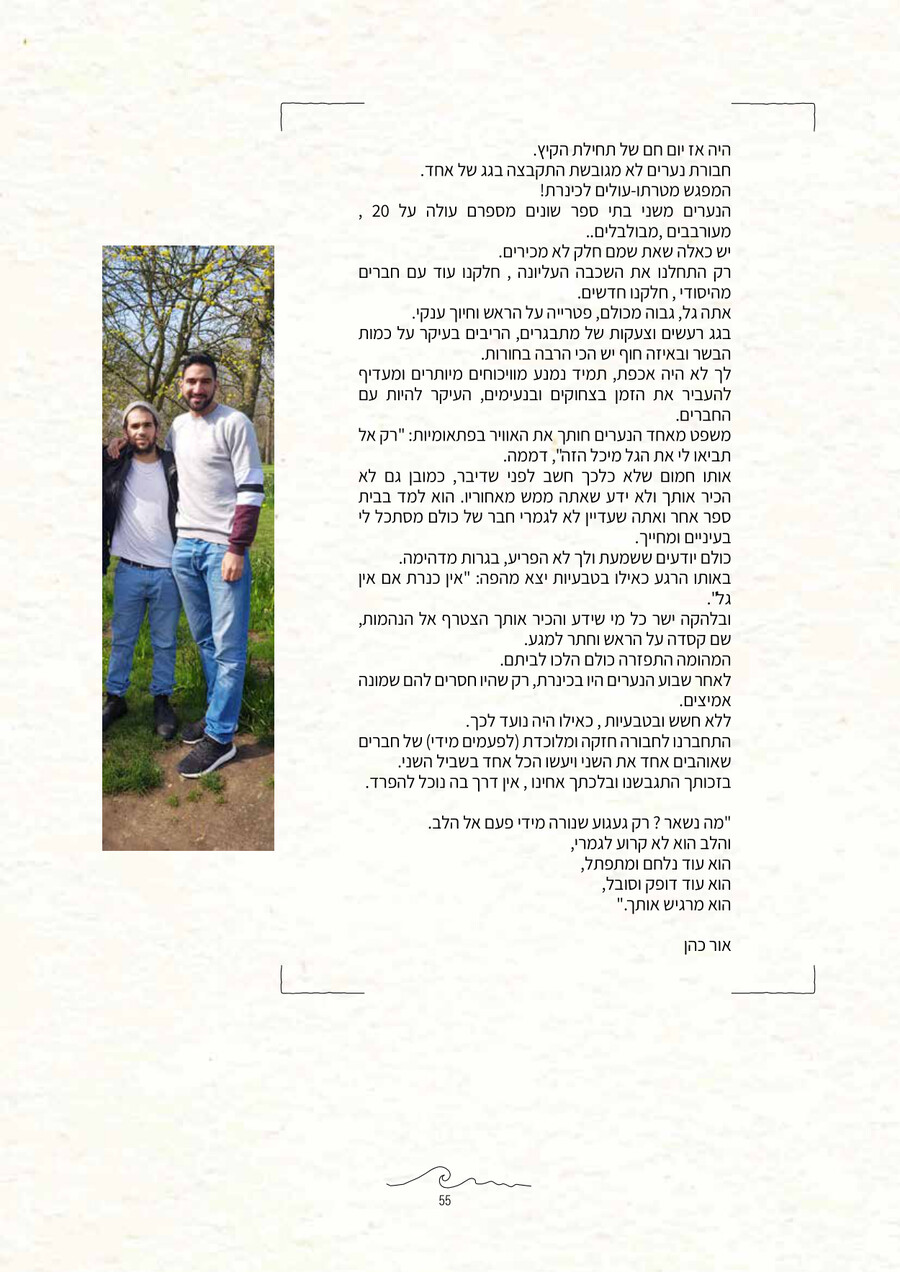 היה אז יום חם של תחילת הקיץ.
חבורת נערים לא מגובשת התקבצה בגג של אחד.
המפגש מטרתו-עולים לכינרת!
הנערים משני בתי ספר שונים מספרם עולה על 20 ,
מעורבבים ,מבולבלים..
יש כאלה שאת שמם חלק לא מכירים.
רק התחלנו את השכבה העליונה , חלקנו עוד עם חברים
מהיסודי , חלקנו חדשים.
אתה גל, גבוה מכולם, פטרייה על הראש וחיוך ענקי.
בגג רעשים וצעקות של מתבגרים, הריבים בעיקר על כמות
הבשר ובאיזה חוף יש הכי הרבה בחורות.
לך לא היה אכפת, תמיד נמנע מוויכוחים מיותרים ומעדיף
להעביר את הזמן בצחוקים ובנעימים, העיקר להיות עם
החברים.
משפט מאחד הנערים חותך את האוויר בפתאומיות: "רק אל
תביאו לי את הגל מיכל הזה", דממה.
אותו חמום שלא כלכך חשב לפני שדיבר, כמובן גם לא
הכיר אותך ולא ידע שאתה ממש מאחוריו. הוא למד בבית
ספר אחר ואתה שעדיין לא לגמרי חבר של כולם מסתכל לי
בעיניים ומחייך.
כולם יודעים ששמעת ולך לא הפריע, בגרות מדהימה.
באותו הרגע כאילו בטבעיות יצא מהפה: "אין כנרת אם אין
גל".
ובלהקה ישר כל מי שידע והכיר אותך הצטרף אל הנהמות,
שם קסדה על הראש וחתר למגע.
המהומה התפזרה כולם הלכו לביתם.
לאחר שבוע הנערים היו בכינרת, רק שהיו חסרים להם שמונה
אמיצים.
ללא חשש ובטבעיות , כאילו היה נועד לכך.
התחברנו לחבורה חזקה ומלוכדת (לפעמים מידי) של חברים
שאוהבים אחד את השני ויעשו הכל אחד בשביל השני.
בזכותך התגבשנו ובלכתך אחינו , אין דרך בה נוכל להפרד.
"מה נשאר ? רק געגוע שנורה מידי פעם אל הלב.
והלב הוא לא קרוע לגמרי,
הוא עוד נלחם ומתפתל,
הוא עוד דופק וסובל,
הוא מרגיש אותך."
אור כהן
55